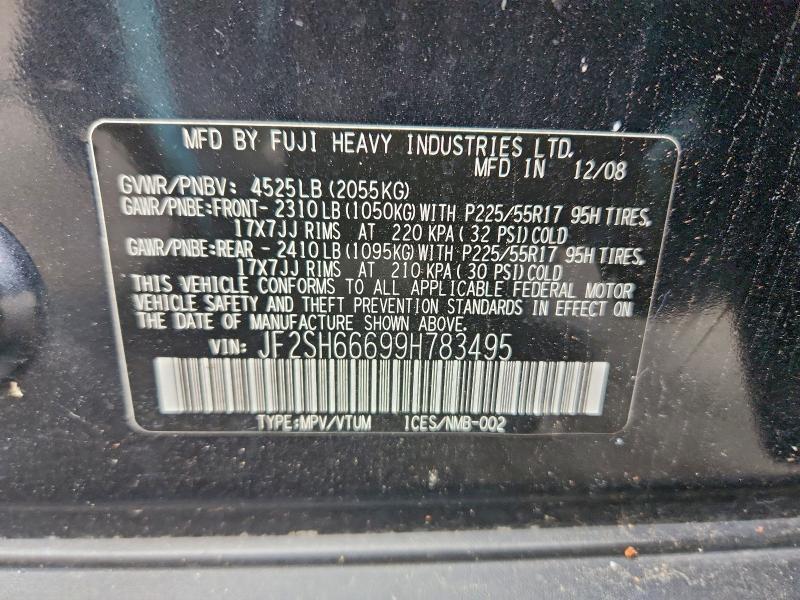 MFD BY FUJI HEAVY INDUSTRIES LTD.
MFD IN 12/08
GVWR/PNBV: 4525LB (2055KG)
GAWR/PNBE:FRONT- 2310LB (1050KG) WITH P225/55R17 95H TIRES,
17X7JJ RIMS AT 220 KPA ( 32 PSI) COLD
GAWR/PNBE:REAR - 2410LB (1095KG) WITH P225/55R17 95H TIRES,
17X7JJ RIMS AT 210 KPA ( 30 PSI) COLD
THIS VEHICLE CONFORMS TO ALL APPLICABLE FEDERAL MOTOR
VEHICLE SAFETY AND THEFT PREVENTION STANDARDS IN EFFECT ON
THE DATE OF MANUFACTURE SHOWN ABOVE.
VIN: JF2SH66699H783495
TYPE:MPV/VTUM ICES/NMB-002